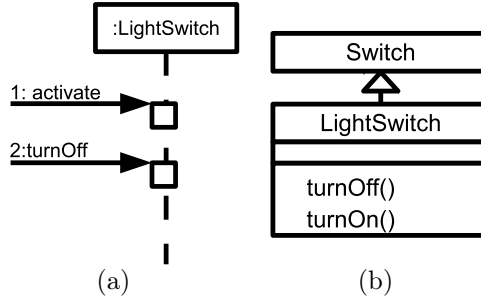 :LightSwitch
1: activate
2:turnOff
(a)
Switch
LightSwitch
turnOff()
turnOn()
(b)